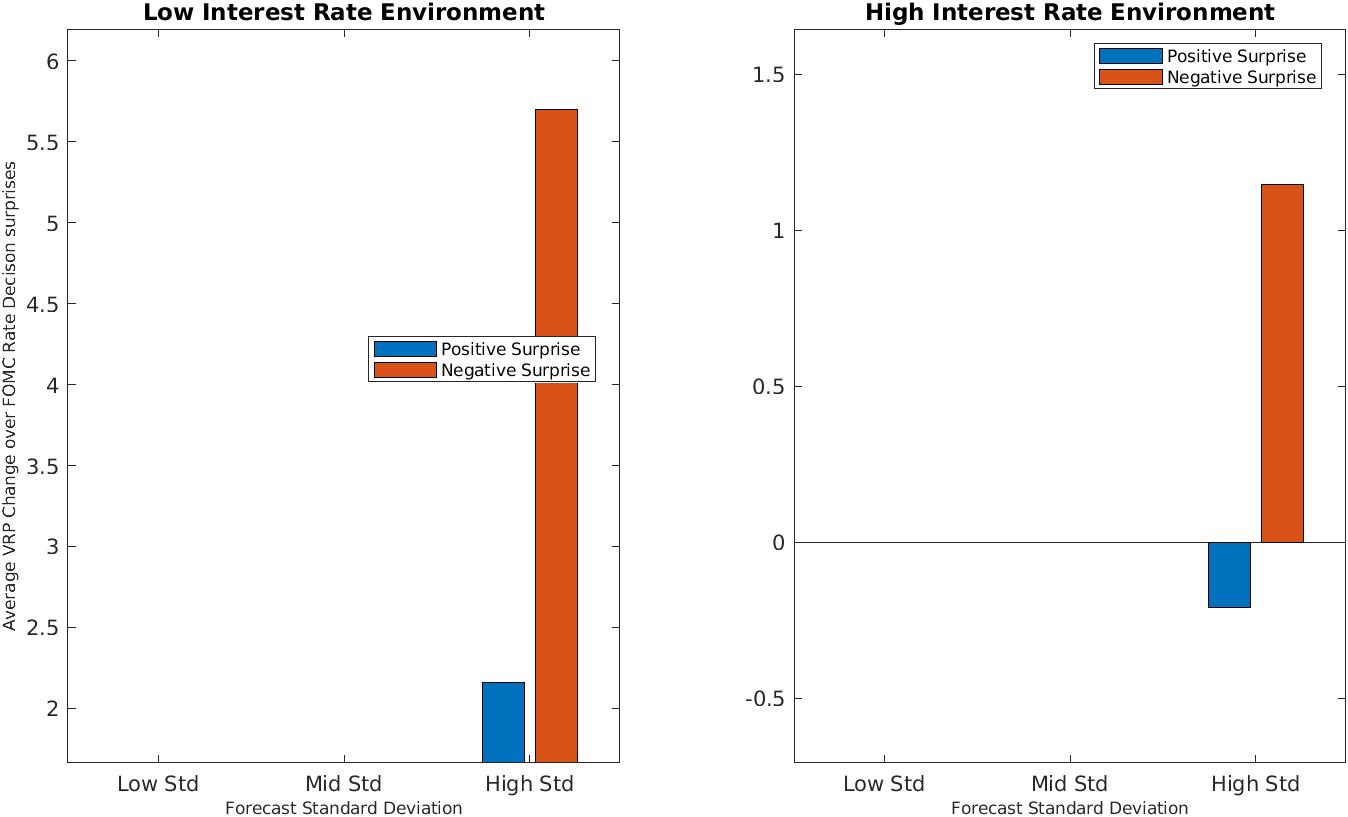 Low Interest Rate Environment
Average VRP Change over FOMC Rate Decison surprises
6
5.5
5
4.5
4
3.5
3
2.5
2
Positive Surprise
Negative Surprise
Low Std
Mid Std
High Std
Forecast Standard Deviation
High Interest Rate Environment
1.5
1
0.5
0
-0.5
Positive Surprise
Negative Surprise
Low Std
Mid Std
High Std
Forecast Standard Deviation